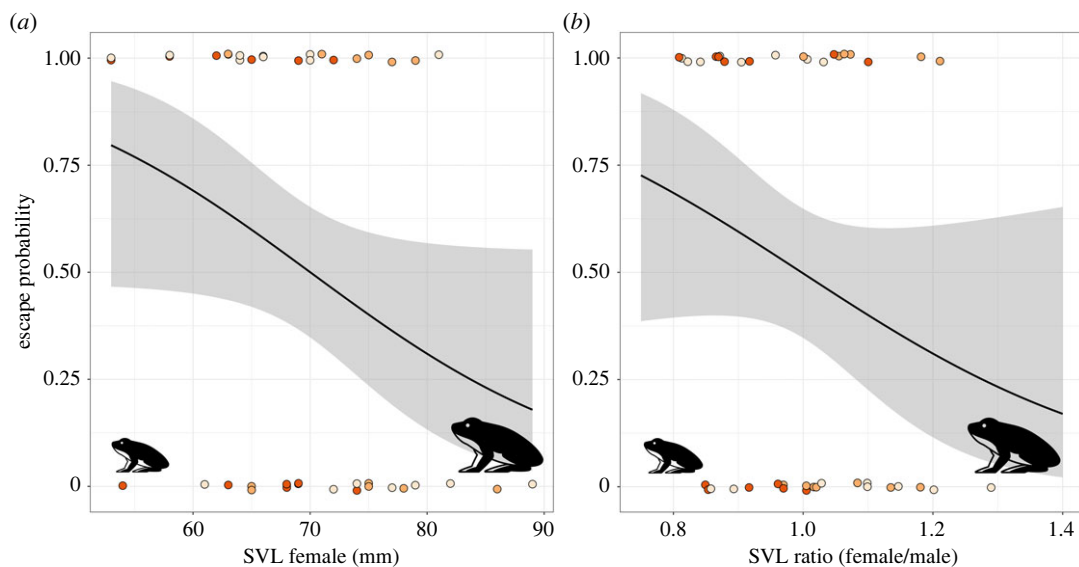 (a)
(b)
escape probability
1.00
0.75
0.50
0.25
0
1.00
0.75
0.50
0.25
0
60 70 80 90
0.8 1.0 1.2 1.4
SVL female (mm)
SVL ratio (female/male)